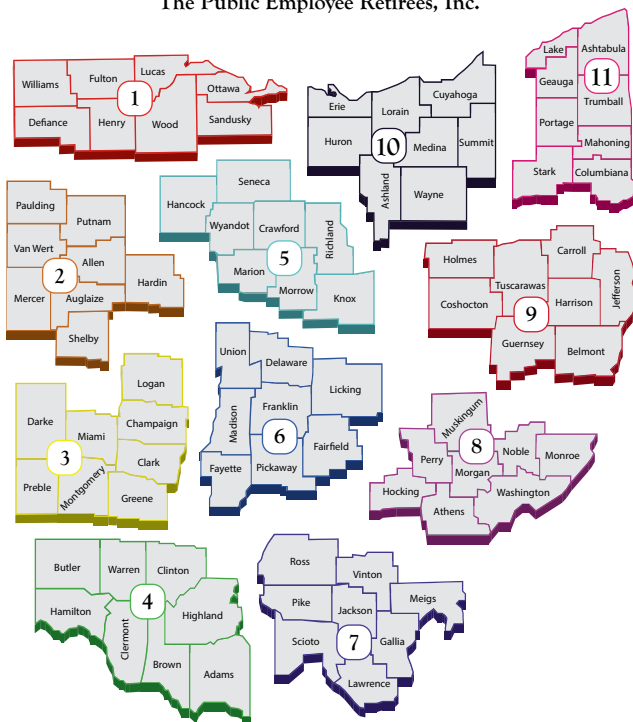 The Public Employee Retirees, Inc.
Williams
Fulton
Lucas
Ottawa
1
Defiance
Henry
Wood
Sandusky
Erie
Lorain
Cuyahoga
Huron
10
Medina
Summit
Ashland
Wayne
Lake
Ashtabula
Geauga
11
Trumball
Portage
Mahoning
Stark
Columbiana
Paulding
Putnam
Van Wert
Allen
2
Hardin
Mercer
Auglaize
Shelby
Seneca
Hancock
Wyandot
Crawford
Richland
5
Marion
Morrow
Knox
Holmes
Carroll
Tuscarawas
Jefferson
Coshocton
9
Harrison
Guernsey
Belmont
Logan
Darke
Miami
Champaign
3
Clark
Preble
Montgomery
Greene
Union
Delaware
Licking
Madison
Franklin
6
Fairfield
Fayette
Pickaway
Muskingum
8
Perry
Noble
Monroe
Morgan
Hocking
Washington
Athens
Butler
Warren
Clinton
4
Hamilton
Highland
Clermont
Brown
Adams
Ross
Vinton
Pike
Jackson
Meigs
Scioto
7
Gallia
Lawrence